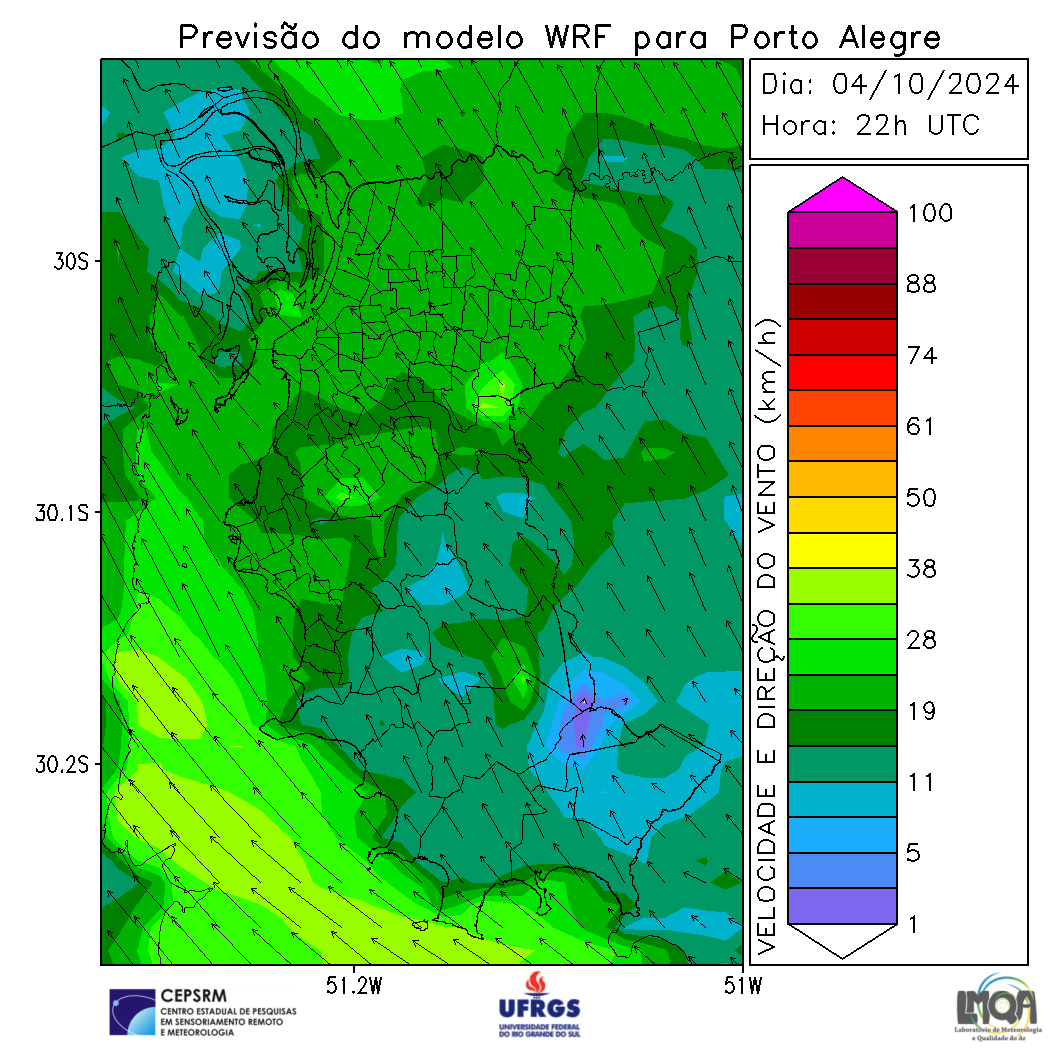 Previsão do modelo WRF para Porto Alegre
Dia: 04/10/2024
Hora: 22h UTC
30S
30.1S
30.2S
51.2W
51W
VELOCIDADE E DIREÇÃO DO VENTO (km/h)
100
88
74
61
50
38
28
19
11
5
1
CEPSRM
CENTRO ESTADUAL DE PESQUISAS
EM SENSORIAMENTO REMOTO
E METEOROLOGIA
UFRGS
UNIVERSIDADE FEDERAL
DO RIO GRANDE DO SUL
LMQA
Laboratório de Meteorologia
e Qualidade do Ar